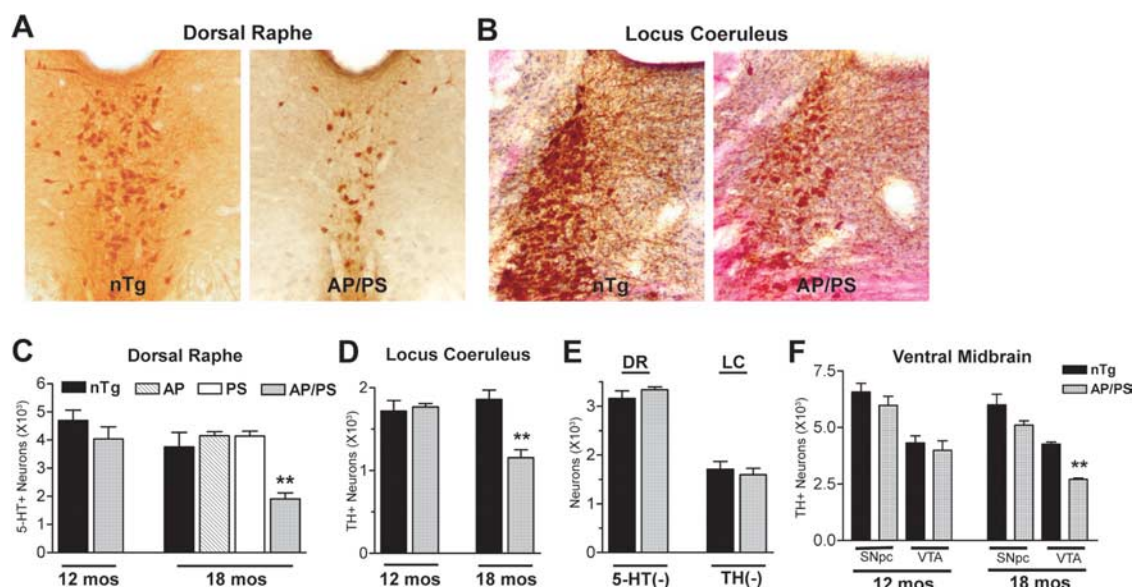 A Dorsal Raphe
nTg AP/PS
B Locus Coeruleus
nTg AP/PS
C Dorsal Raphe
nTg AP PS AP/PS
5-HT+ Neurons (X10³)
6
5
4
3
2
1
0
**
12 mos 18 mos
D Locus Coeruleus
TH+ Neurons (X10³)
2
1
0
**
12 mos 18 mos
E
DR LC
Neurons (X10³)
3
2
1
0
5-HT(-) TH(-)
F Ventral Midbrain
nTg
AP/PS
TH+ Neurons (X10³)
7.5
5.0
2.5
0.0
**
SNpc VTA SNpc VTA
12 mos 18 mos